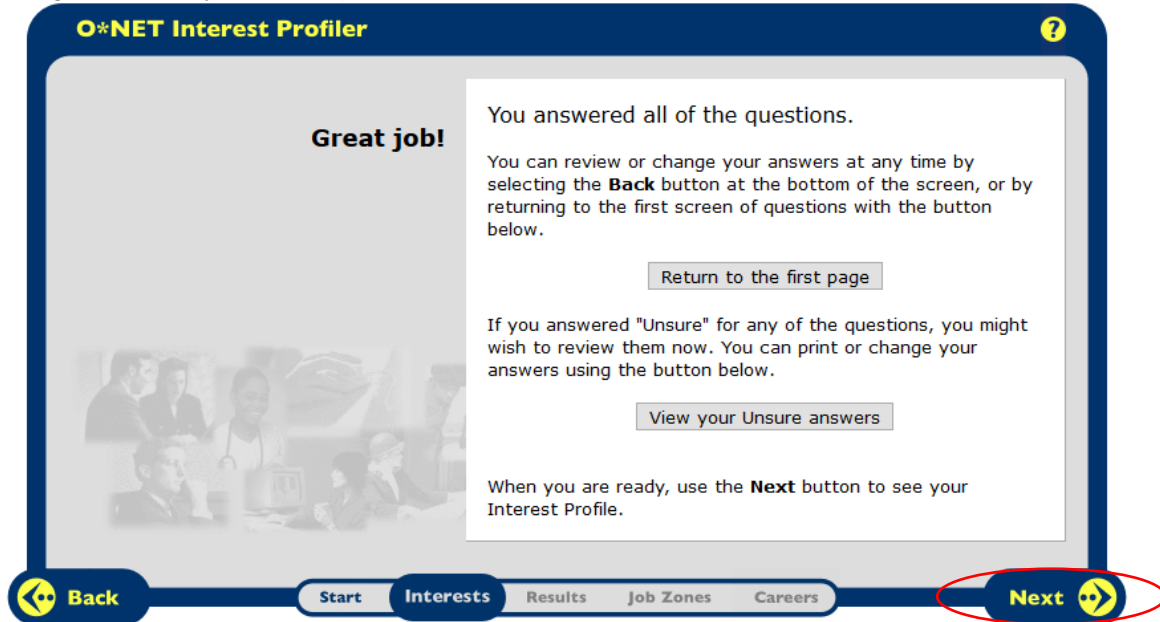 O*NET Interest Profiler
?
Great job!
You answered all of the questions.
You can review or change your answers at any time by
selecting the Back button at the bottom of the screen, or by
returning to the first screen of questions with the button
below.
Return to the first page
If you answered "Unsure" for any of the questions, you might
wish to review them now. You can print or change your
answers using the button below.
View your Unsure answers
When you are ready, use the Next button to see your
Interest Profile.
Back
Start Interests Results Job Zones Careers
Next